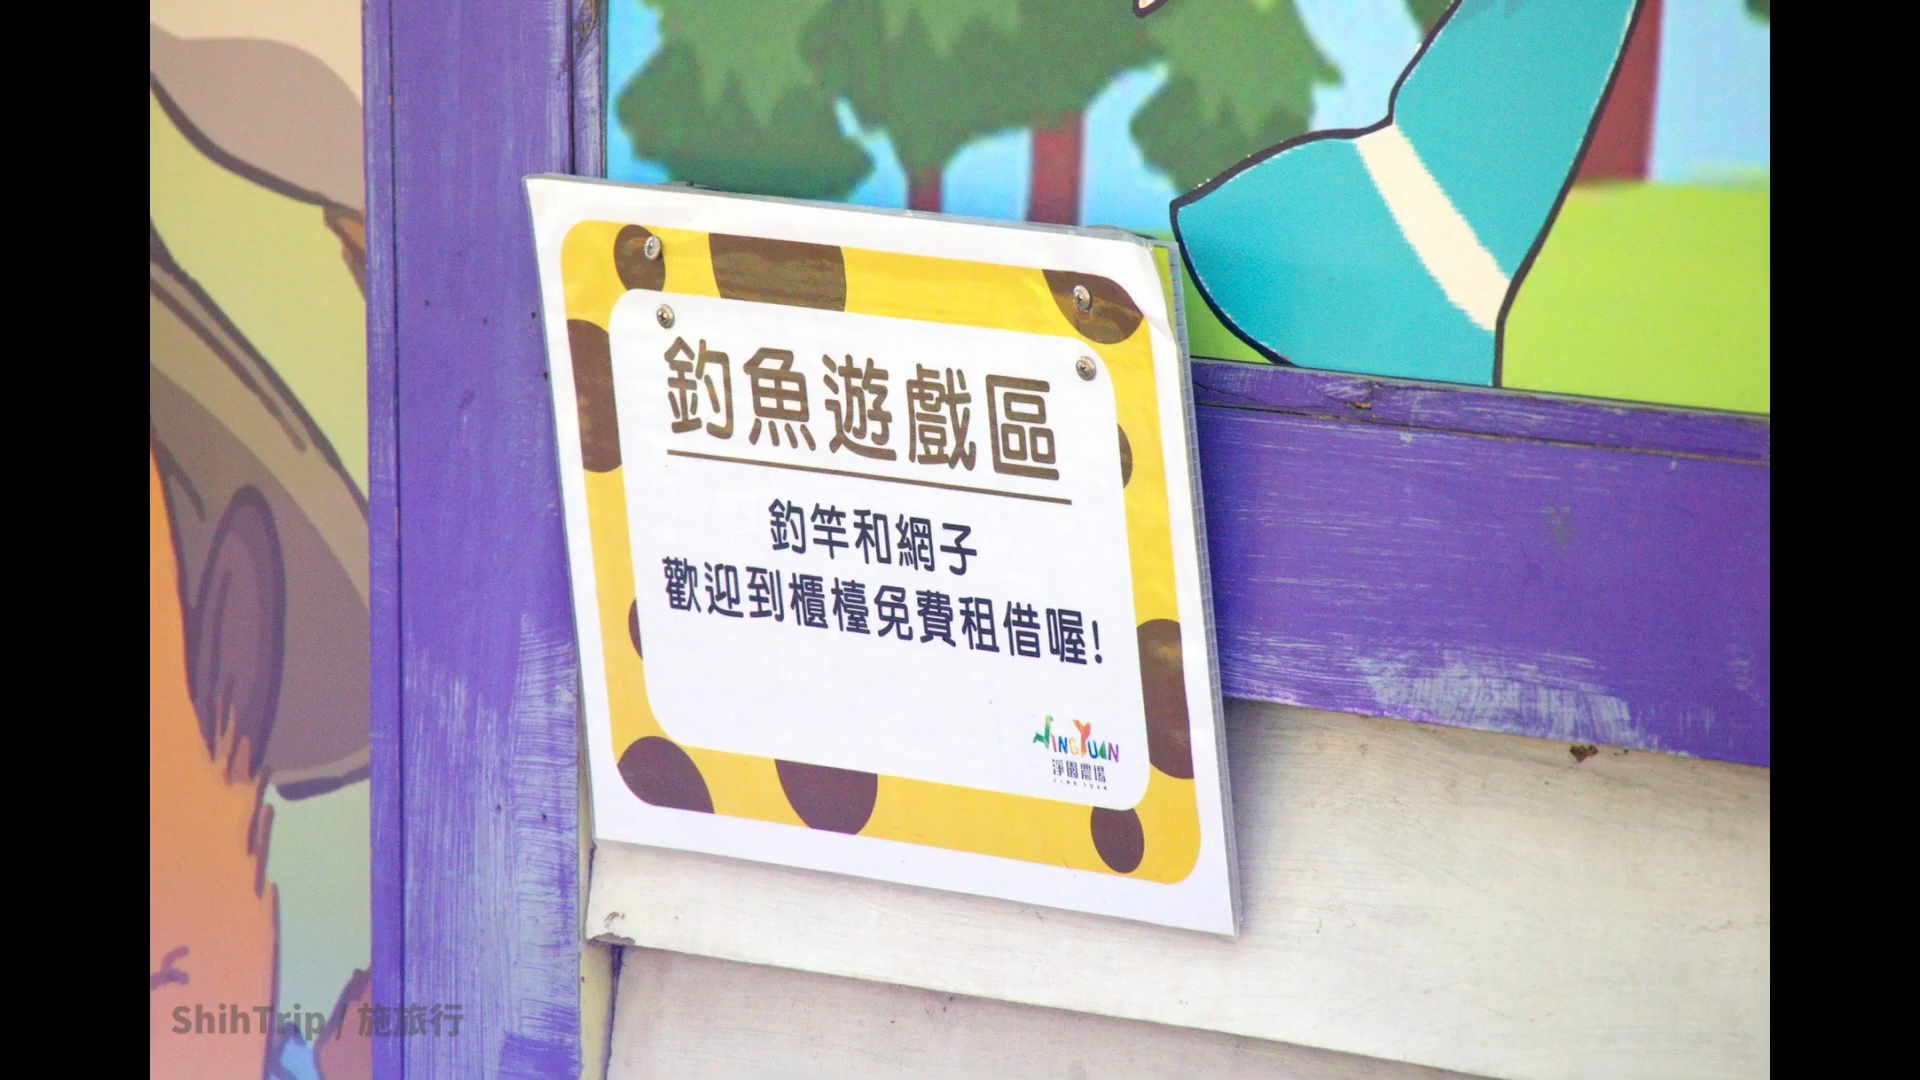 釣魚遊戲區
釣竿和網子
歡迎到櫃檯免費租借喔!
JINGYUAN
淨園農場
JING YUAN
ShihTrip / 施旅行